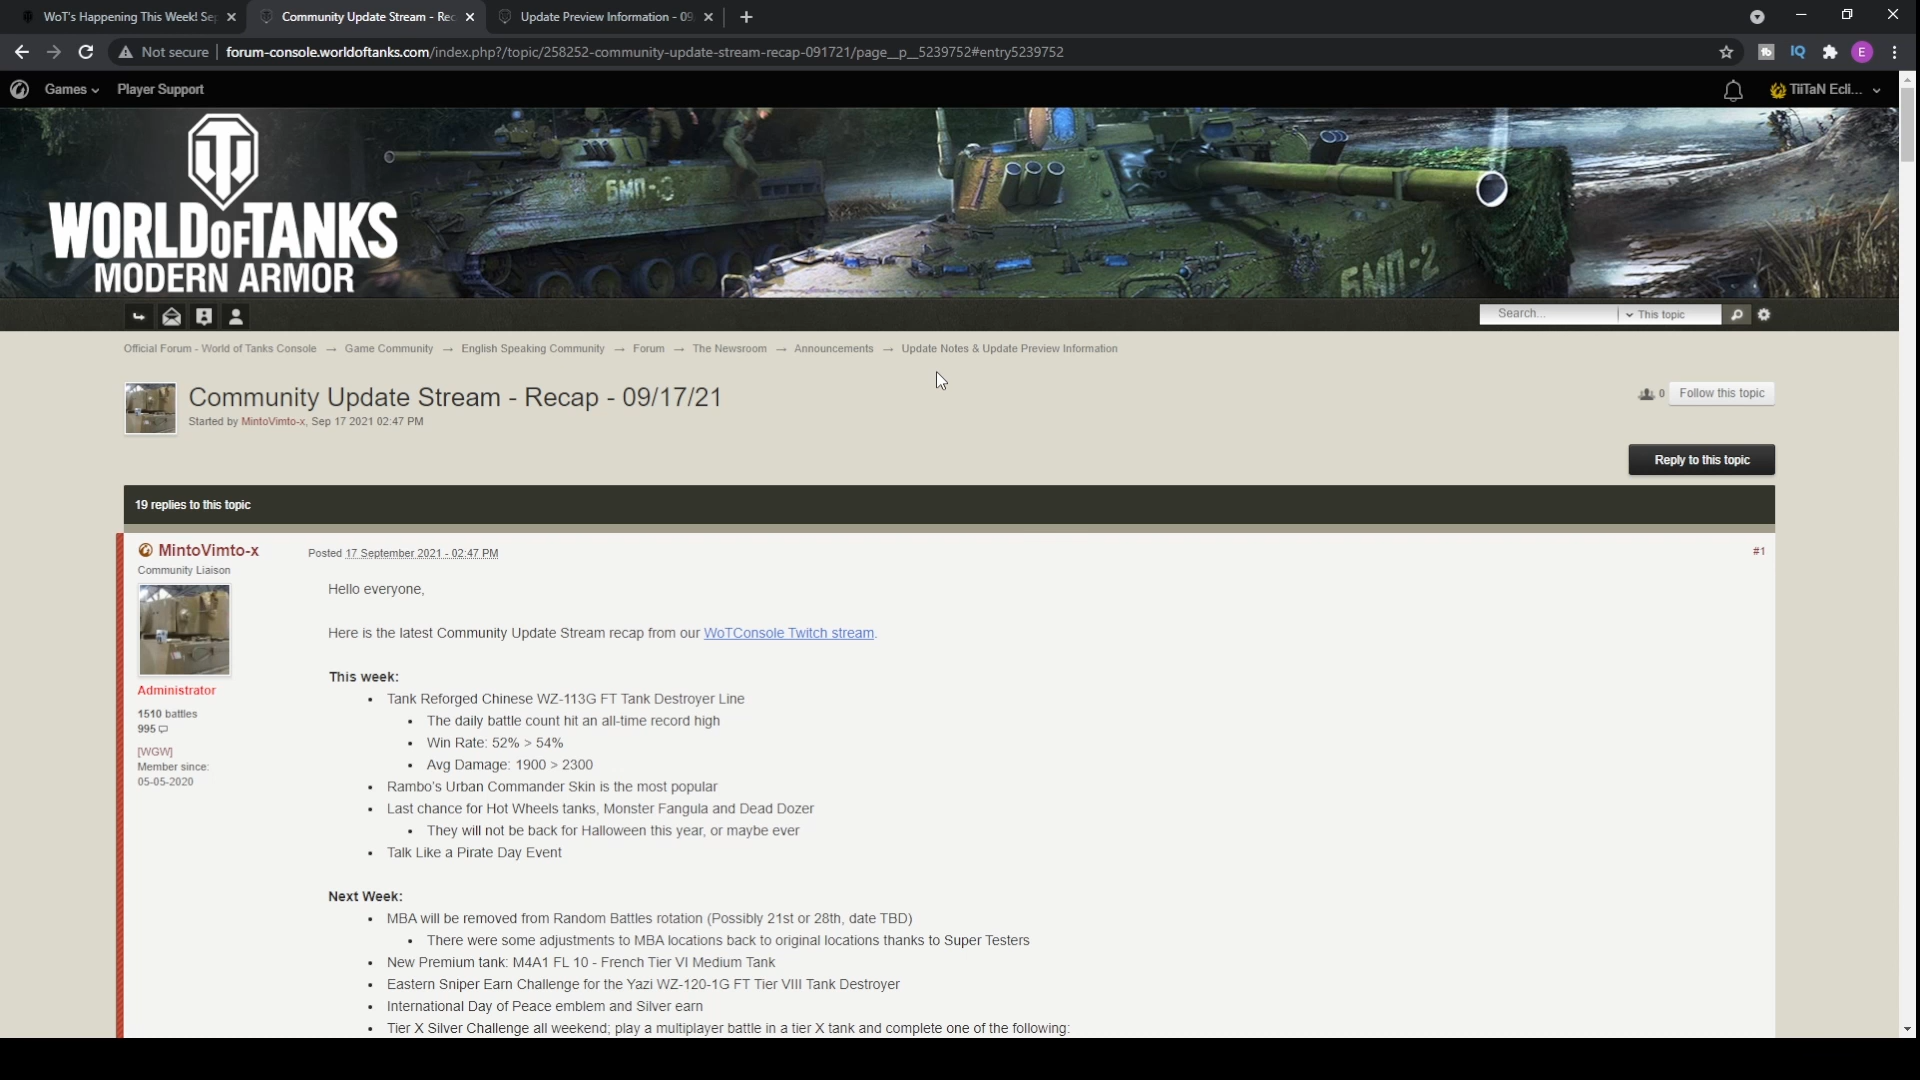 WoT's Happening This Week! Se
Community Update Stream - Rec
Update Preview Information - 09
Not secure
forum-console.worldoftanks.com/index.php?/topic/258252-community-update-stream-recap-091721/page__p__5239752#entry5239752
IQ
E
Games
Player Support
TiiTaN Ecli...
WORLD OF TANKS
MODERN ARMOR
БМП-2
Search...
This topic
Official Forum - World of Tanks Console → Game Community → English Speaking Community → Forum → The Newsroom → Announcements → Update Notes & Update Preview Information
Community Update Stream - Recap - 09/17/21
Started by MintoVimto-x, Sep 17 2021 02:47 PM
0
Follow this topic
Reply to this topic
19 replies to this topic
MintoVimto-x
Posted 17 September 2021 - 02:47 PM
#1
Community Liaison
Administrator
1510 battles
995
[WGW]
Member since:
05-05-2020
Hello everyone,
Here is the latest Community Update Stream recap from our WoTConsole Twitch stream.
This week:
• Tank Reforged Chinese WZ-113G FT Tank Destroyer Line
• The daily battle count hit an all-time record high
• Win Rate: 52% > 54%
• Avg Damage: 1900 > 2300
• Rambo's Urban Commander Skin is the most popular
• Last chance for Hot Wheels tanks, Monster Fangula and Dead Dozer
• They will not be back for Halloween this year, or maybe ever
• Talk Like a Pirate Day Event
Next Week:
• MBA will be removed from Random Battles rotation (Possibly 21st or 28th, date TBD)
• There were some adjustments to MBA locations back to original locations thanks to Super Testers
• New Premium tank: M4A1 FL 10 - French Tier VI Medium Tank
• Eastern Sniper Earn Challenge for the Yazi WZ-120-1G FT Tier VIII Tank Destroyer
• International Day of Peace emblem and Silver earn
• Tier X Silver Challenge all weekend; play a multiplayer battle in a tier X tank and complete one of the following: